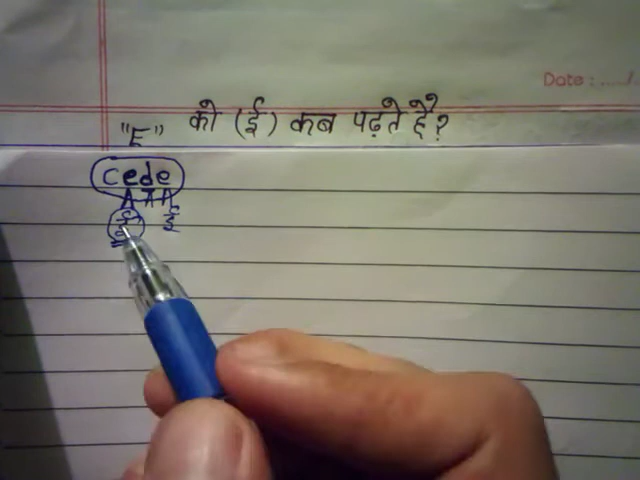 Date : ...../.
"E" को (ई) कब पढ़ते हैं?
cede